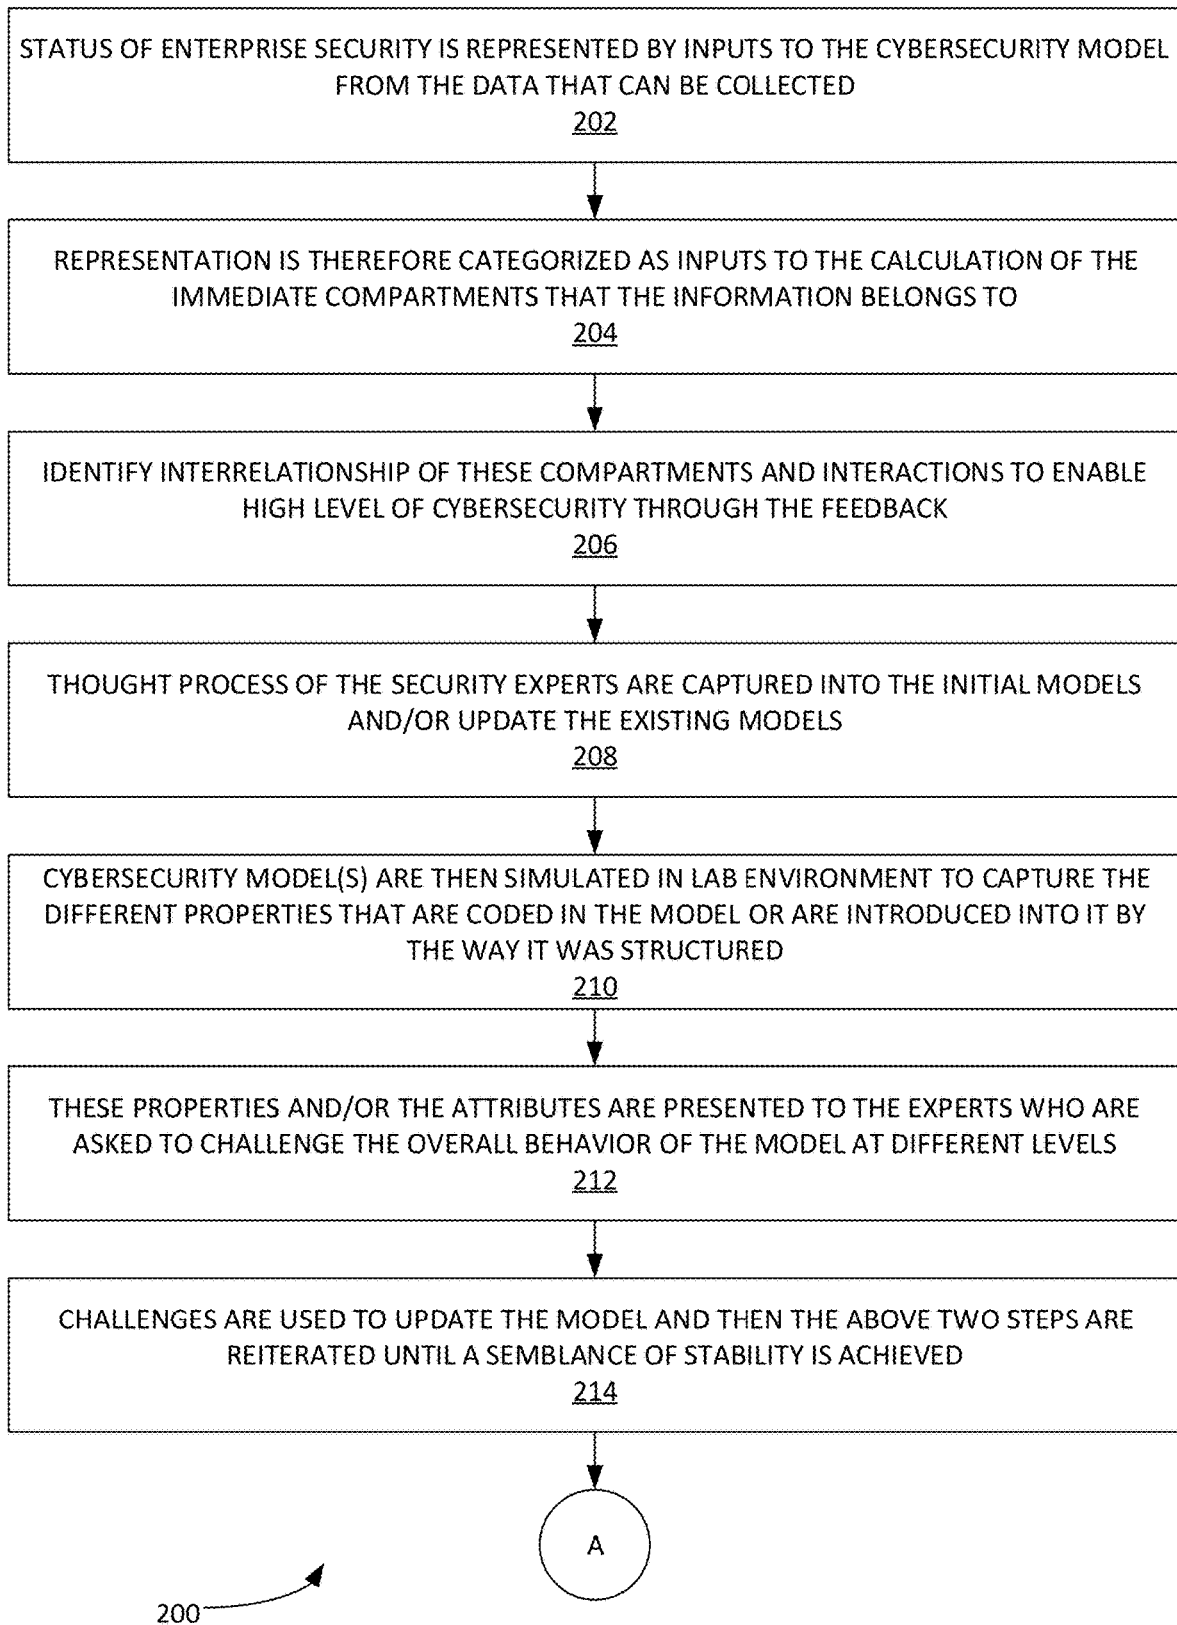 STATUS OF ENTERPRISE SECURITY IS REPRESENTED BY INPUTS TO THE CYBERSECURITY MODEL
FROM THE DATA THAT CAN BE COLLECTED
202
REPRESENTATION IS THEREFORE CATEGORIZED AS INPUTS TO THE CALCULATION OF THE
IMMEDIATE COMPARTMENTS THAT THE INFORMATION BELONGS TO
204
IDENTIFY INTERRELATIONSHIP OF THESE COMPARTMENTS AND INTERACTIONS TO ENABLE
HIGH LEVEL OF CYBERSECURITY THROUGH THE FEEDBACK
206
THOUGHT PROCESS OF THE SECURITY EXPERTS ARE CAPTURED INTO THE INITIAL MODELS
AND/OR UPDATE THE EXISTING MODELS
208
CYBERSECURITY MODEL(S) ARE THEN SIMULATED IN LAB ENVIRONMENT TO CAPTURE THE
DIFFERENT PROPERTIES THAT ARE CODED IN THE MODEL OR ARE INTRODUCED INTO IT BY
THE WAY IT WAS STRUCTURED
210
THESE PROPERTIES AND/OR THE ATTRIBUTES ARE PRESENTED TO THE EXPERTS WHO ARE
ASKED TO CHALLENGE THE OVERALL BEHAVIOR OF THE MODEL AT DIFFERENT LEVELS
212
CHALLENGES ARE USED TO UPDATE THE MODEL AND THEN THE ABOVE TWO STEPS ARE
REITERATED UNTIL A SEMBLANCE OF STABILITY IS ACHIEVED
214
A
200